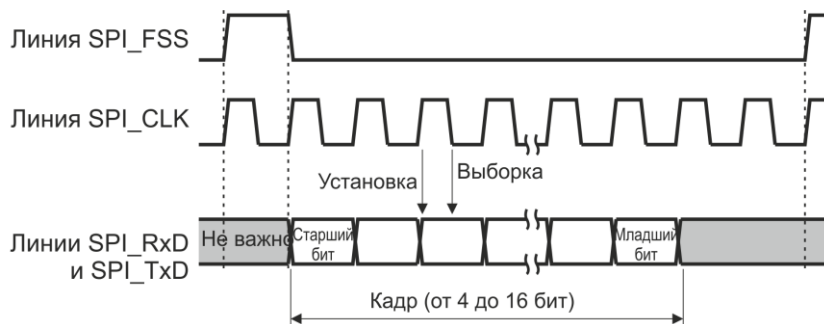 Линия SPI_FSS
Линия SPI_CLK
Установка
Выборка
Линии SPI_RxD
и SPI_TxD
Не важно
Старший
бит
Младший
бит
Кадр (от 4 до 16 бит)